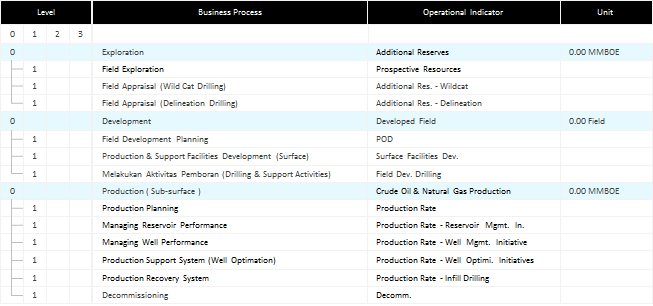 Level Business Process Operational Indicator Unit
0 1 2 3
0 Exploration Additional Reserves 0.00 MMBOE
1 Field Exploration Prospective Resources
1 Field Appraisal (Wild Cat Drilling) Additional Res. - Wildcat
1 Field Appraisal (Delineation Drilling) Additional Res. - Delineation
0 Development Developed Field 0.00 Field
1 Field Development Planning POD
1 Production & Support Facilities Development (Surface) Surface Facilities Dev.
1 Melakukan Aktivitas Pemboran (Drilling & Support Activities) Field Dev. Drilling
0 Production ( Sub-surface ) Crude Oil & Natural Gas Production 0.00 MMBOE
1 Production Planning Production Rate
1 Managing Reservoir Performance Production Rate - Reservoir Mgmt. In.
1 Managing Well Performance Production Rate - Well Mgmt. Initiative
1 Production Support System (Well Optimation) Production Rate - Well Optimi. Initiatives
1 Production Recovery System Production Rate - Infill Drilling
1 Decommissioning Decomm.